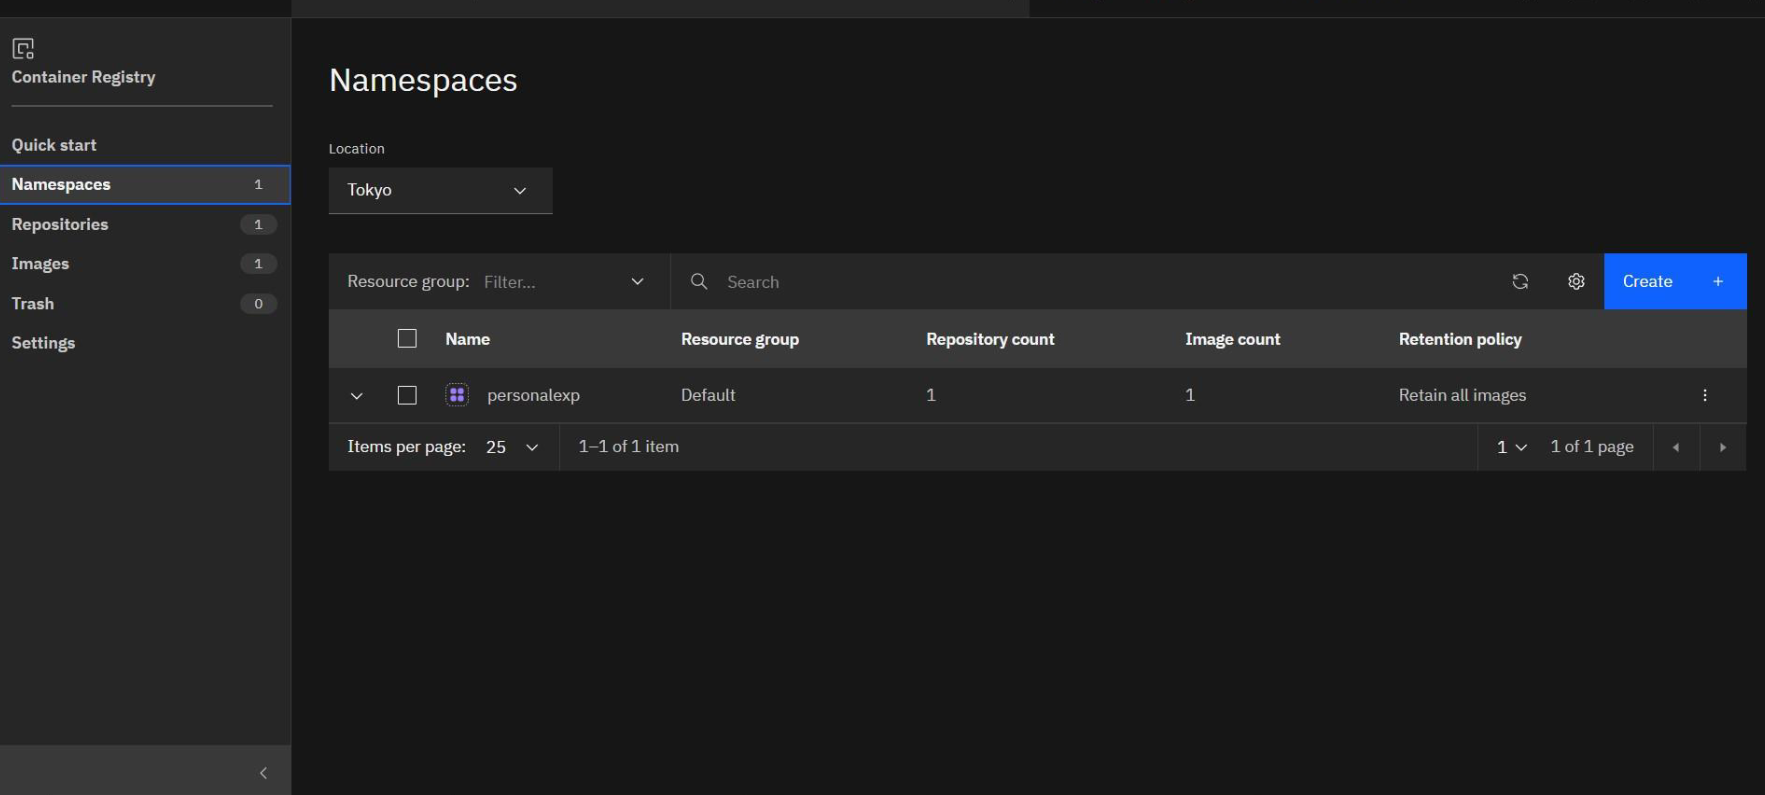 Container Registry
Quick start
Namespaces 1
Repositories 1
Images 1
Trash 0
Settings
Namespaces
Location
Tokyo
Resource group: Filter... Search Create +
Name Resource group Repository count Image count Retention policy
personalexp Default 1 1 Retain all images
Items per page: 25 1–1 of 1 item 1 1 of 1 page